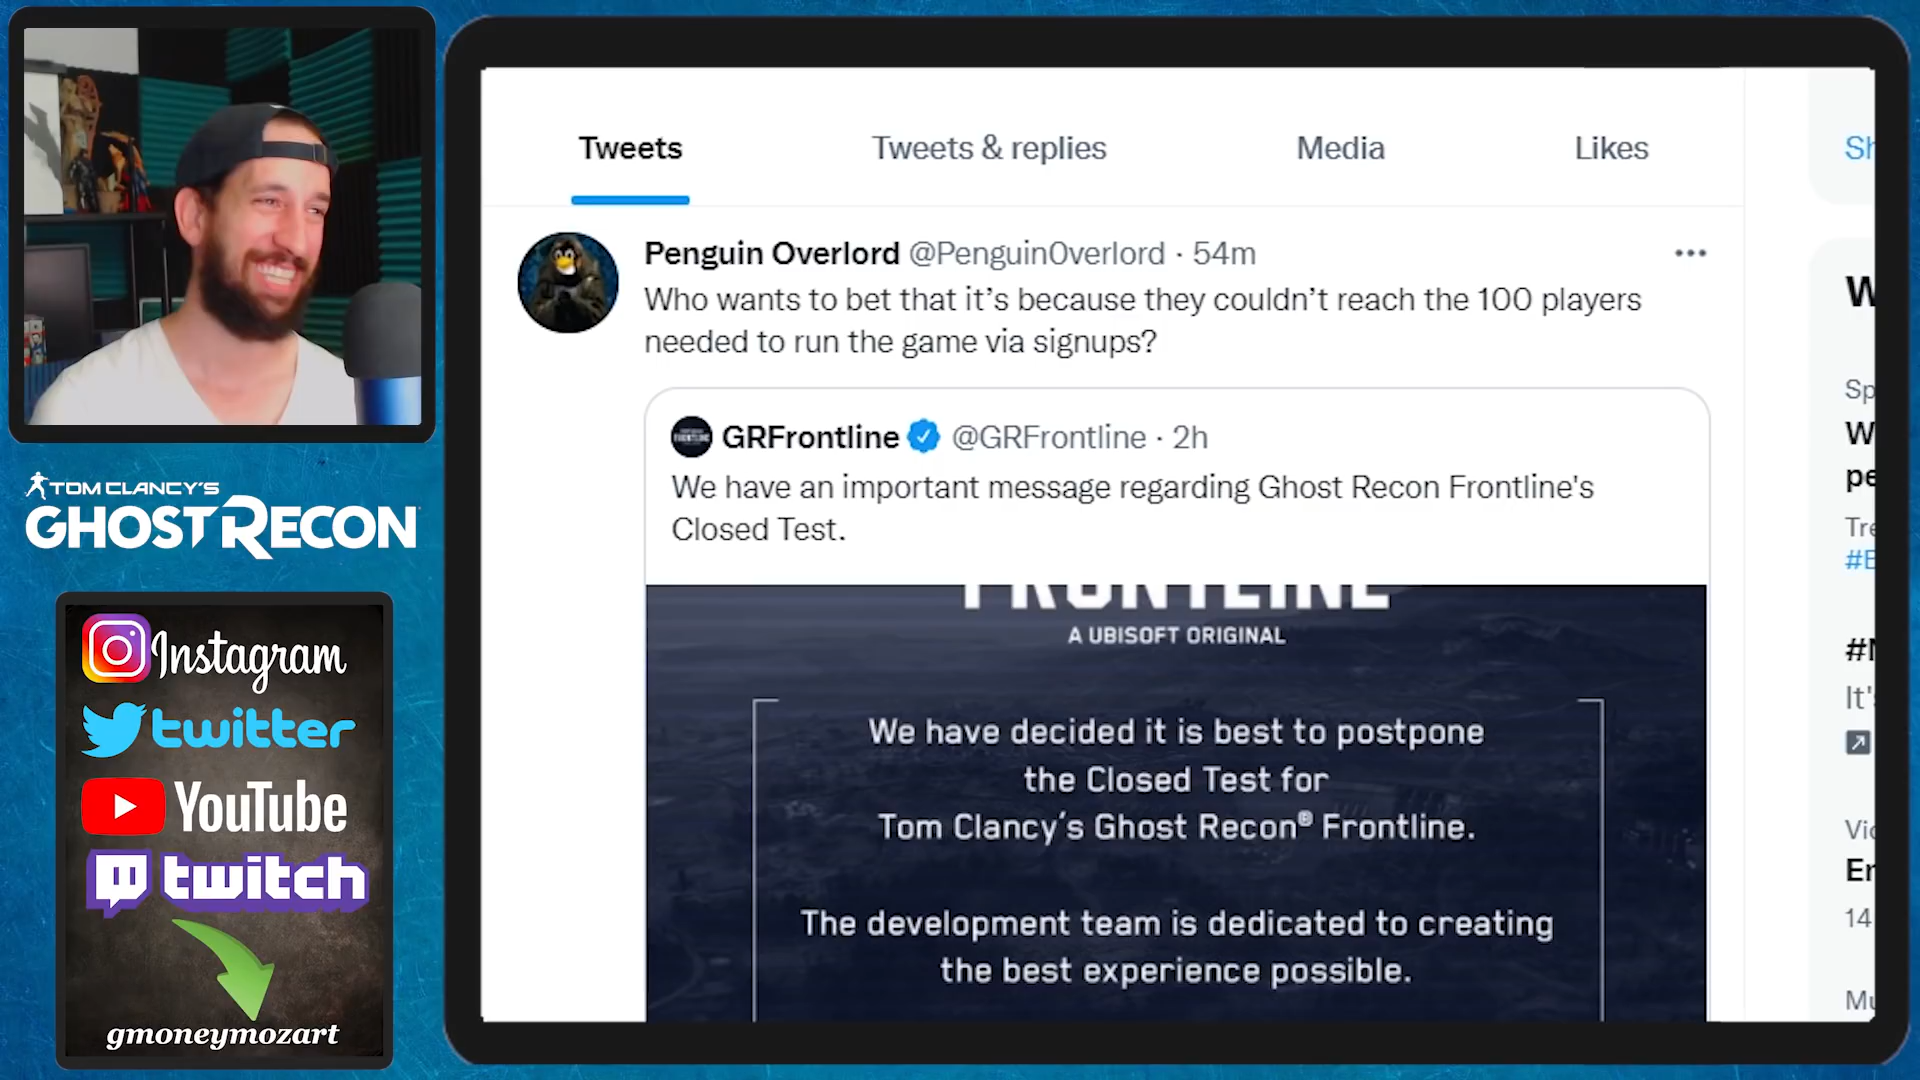 TOM CLANCY'S
GHOST RECON
Instagram
twitter
YouTube
twitch
gmoneymozart
Tweets
Tweets & replies
Media
Likes
Penguin Overlord @PenguinOverlord · 54m
Who wants to bet that it’s because they couldn’t reach the 100 players
needed to run the game via signups?
GRFrontline @GRFrontline · 2h
We have an important message regarding Ghost Recon Frontline's
Closed Test.
FRONTLINE
A UBISOFT ORIGINAL
We have decided it is best to postpone
the Closed Test for
Tom Clancy’s Ghost Recon® Frontline.
The development team is dedicated to creating
the best experience possible.
It's
14